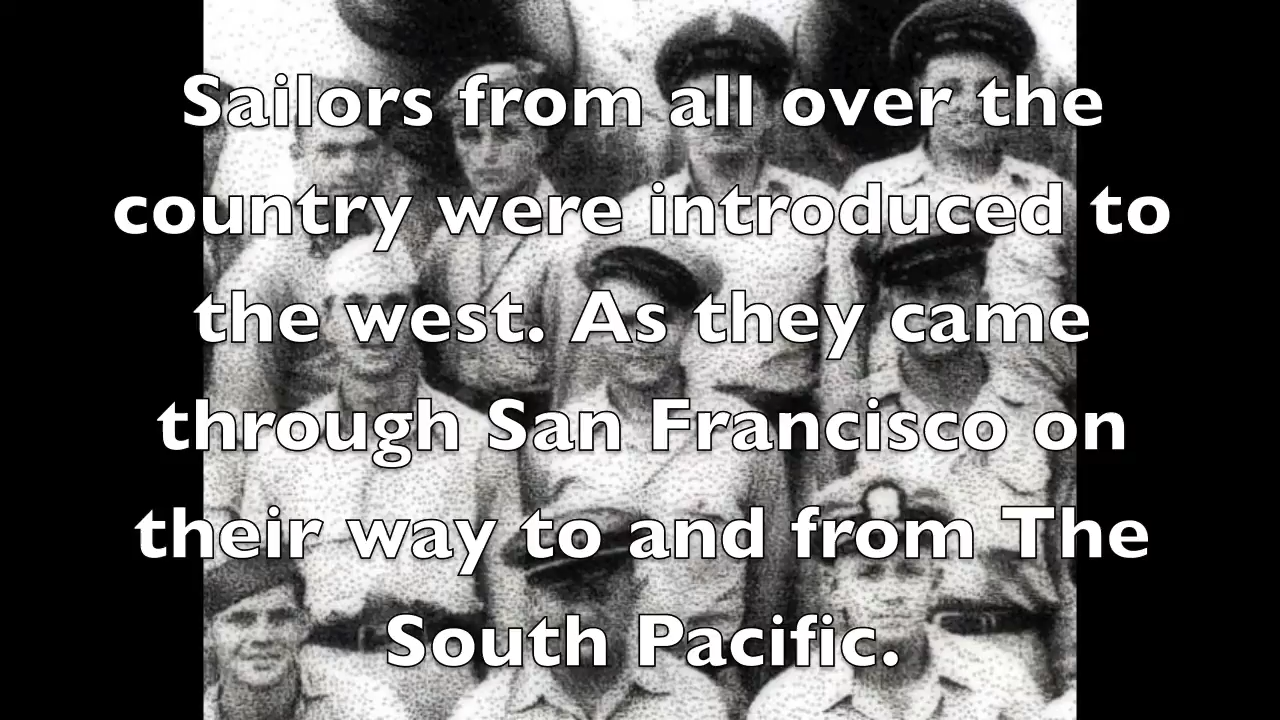 Sailors from all over the
country were introduced to
the west. As they came
through San Francisco on
their way to and from The
South Pacific.